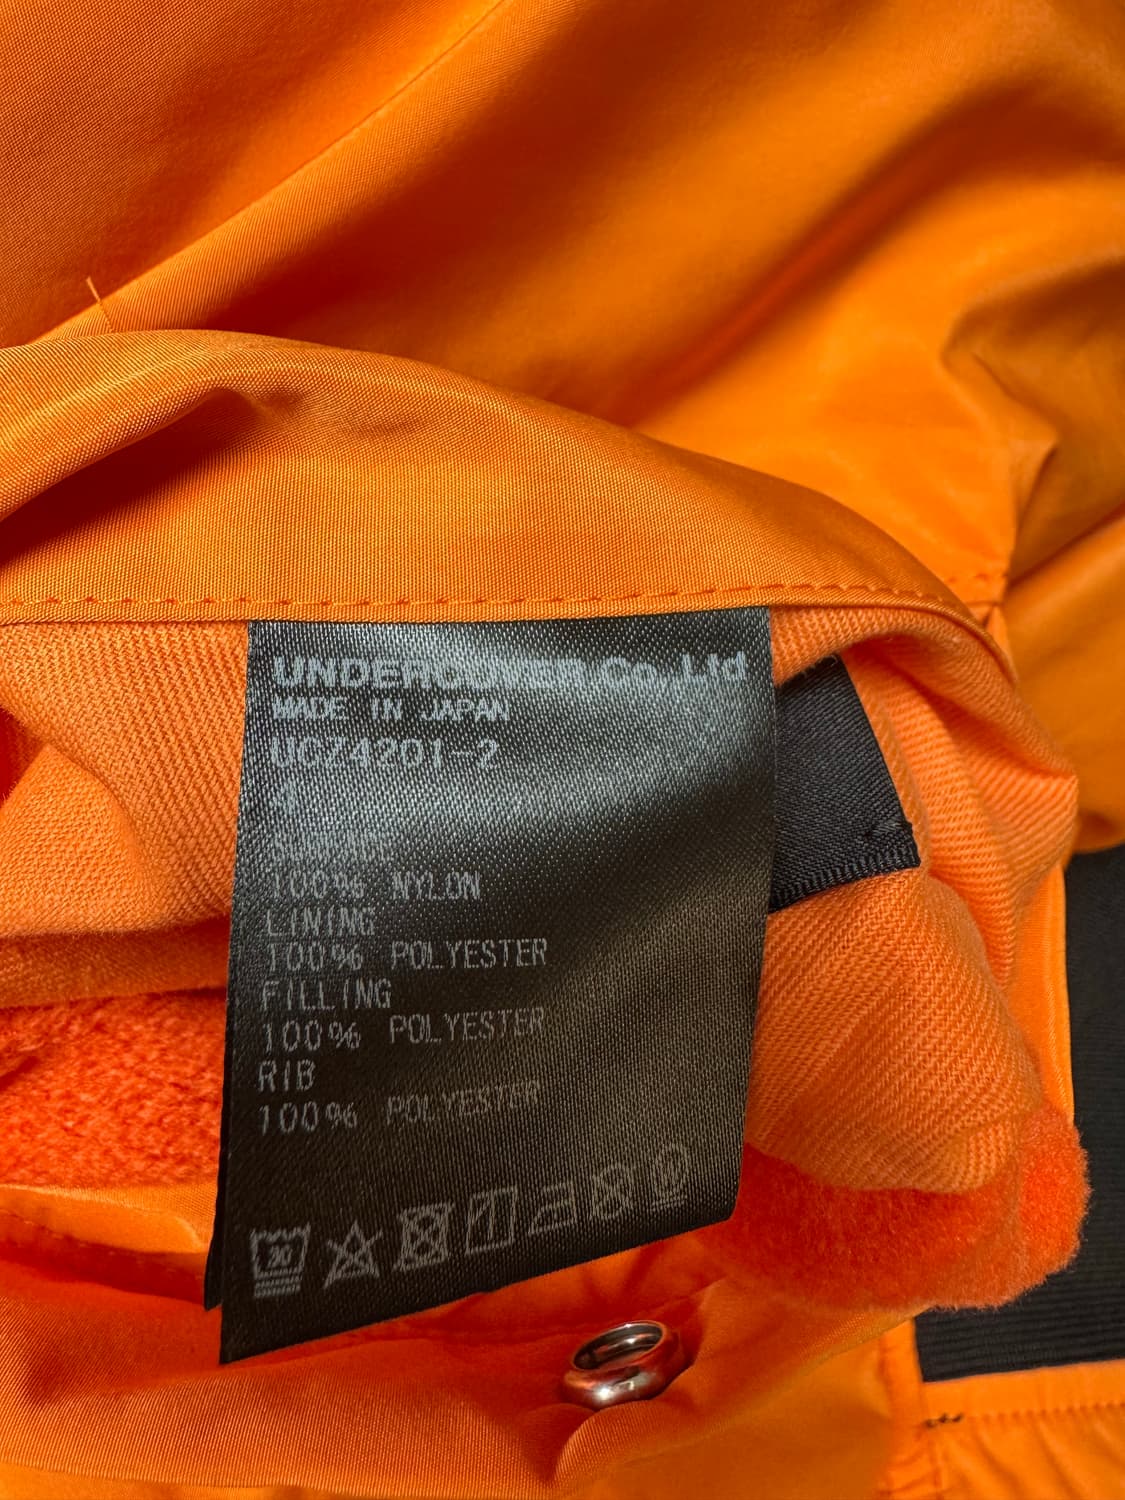 UNDERCOVER Co.,Ltd
MADE IN JAPAN
UCZ4201-2
SURFACE
100% NYLON
LINING
100% POLYESTER
FILLING
100% POLYESTER
RIB
100% POLYESTER
30